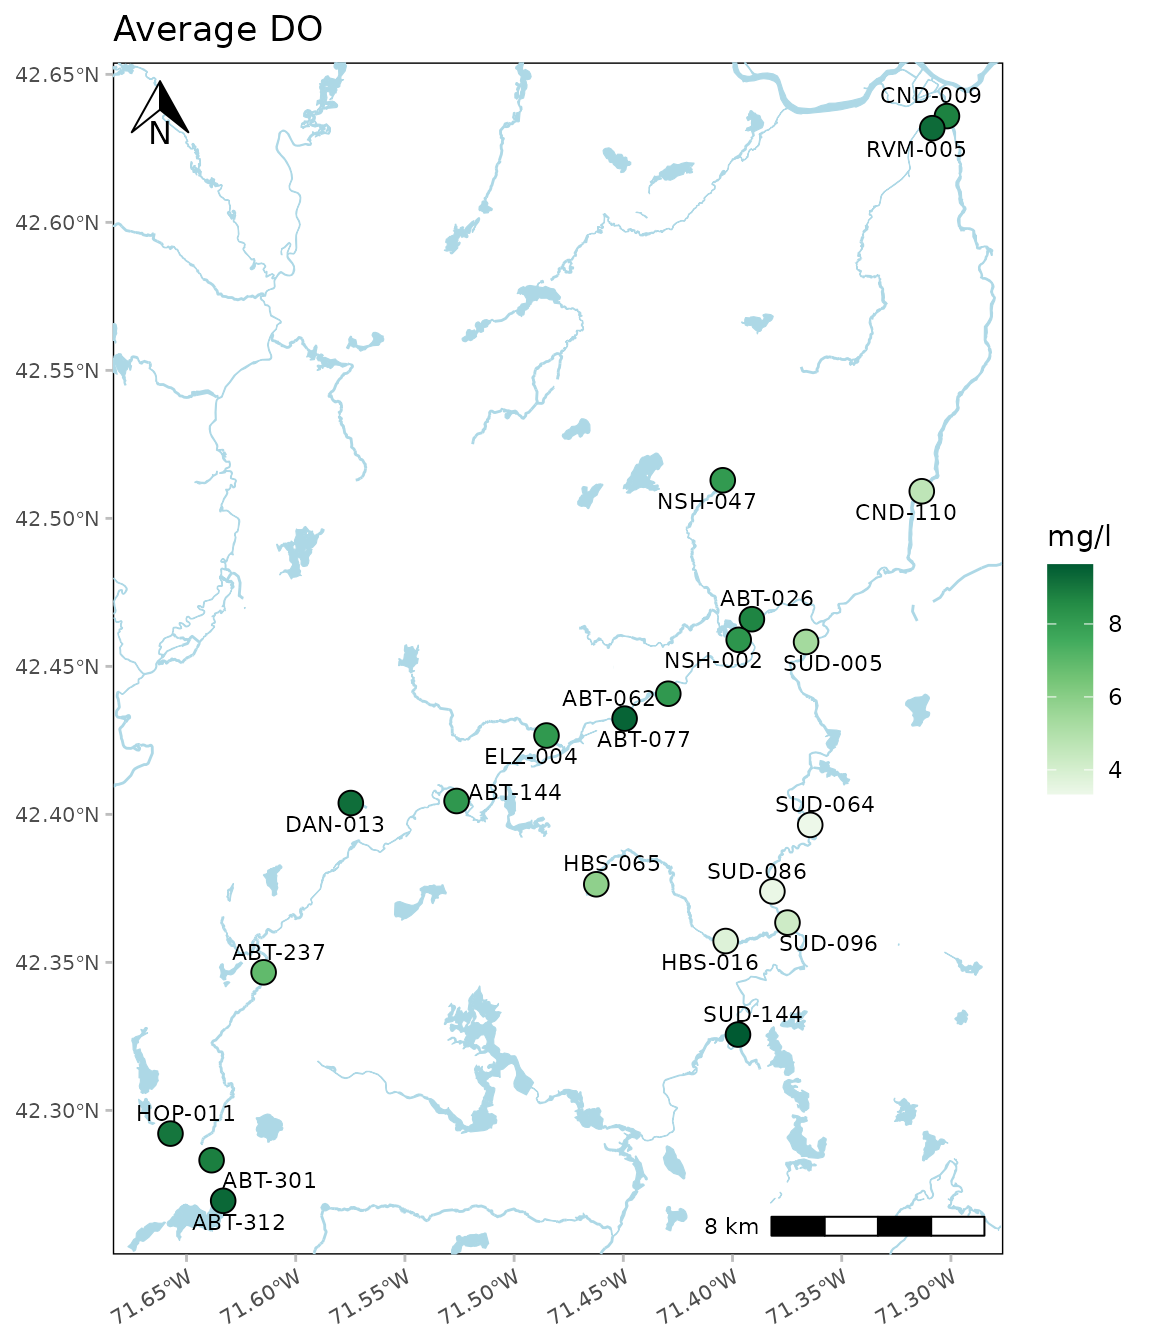 Average DO
42.65°N
42.60°N
42.55°N
42.50°N
42.45°N
42.40°N
42.35°N
42.30°N
N
CND-009
RVM-005
NSH-047
CND-110
ABT-026
NSH-002
SUD-005
ABT-062
ABT-077
ELZ-004
ABT-144
DAN-013
SUD-064
HBS-065
SUD-086
SUD-096
ABT-237
HBS-016
SUD-144
HOP-011
ABT-301
ABT-312
8 km
71.65°W
71.60°W
71.55°W
71.50°W
71.45°W
71.40°W
71.35°W
71.30°W
mg/l
8
6
4